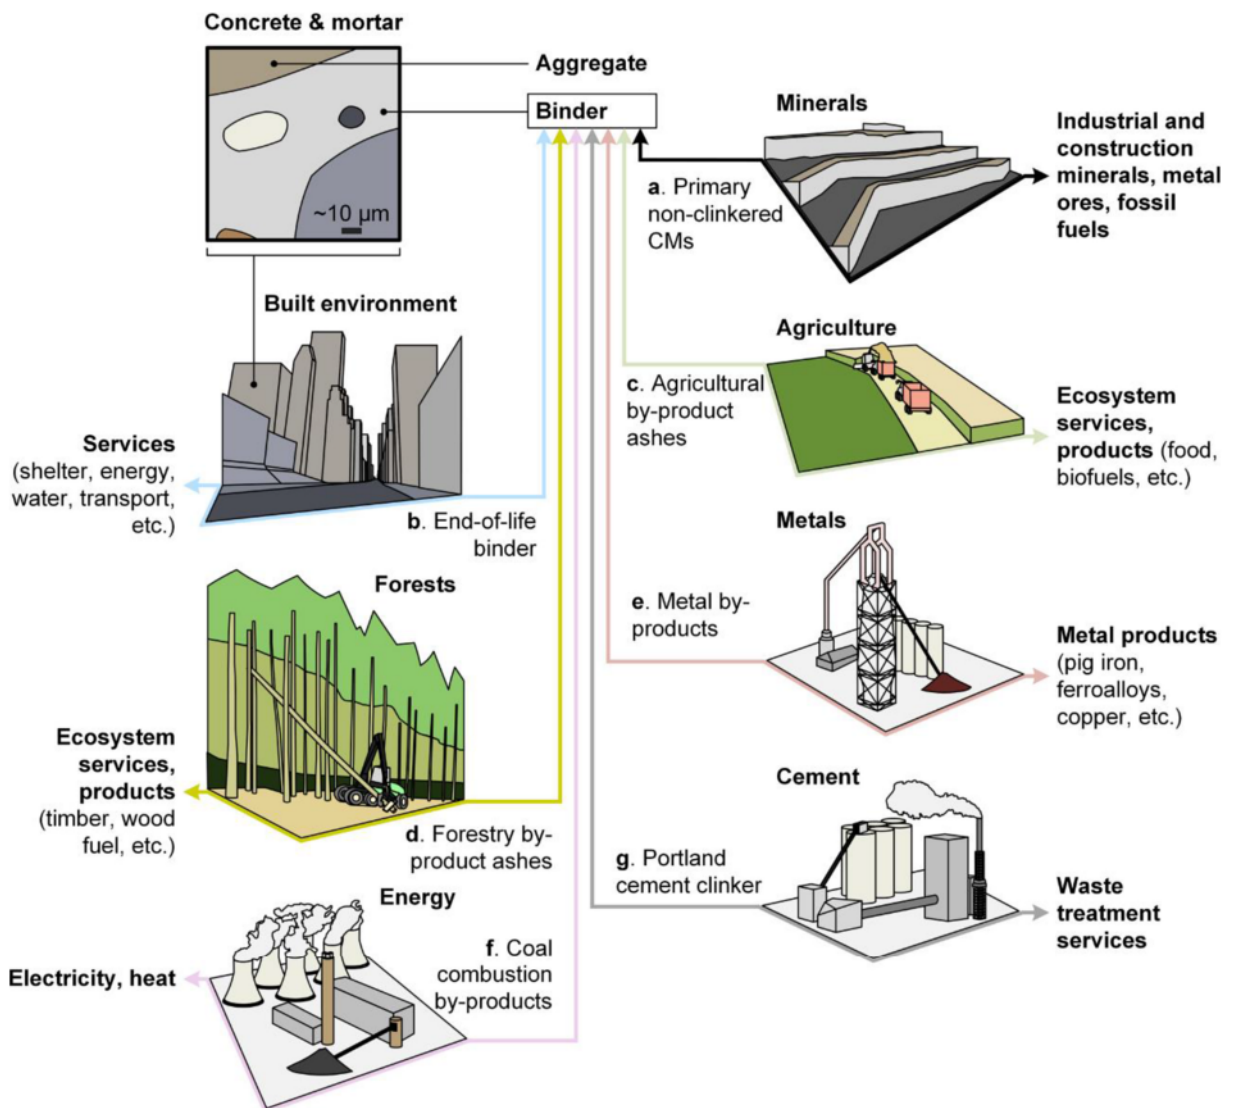 Concrete & mortar
Aggregate
Binder
~10 µm
Minerals
Industrial and
construction
minerals, metal
ores, fossil
fuels
a. Primary
non-clinkered
CMs
Built environment
Services
(shelter, energy,
water, transport,
etc.)
b. End-of-life
binder
Agriculture
c. Agricultural
by-product
ashes
Ecosystem
services,
products (food,
biofuels, etc.)
Forests
Ecosystem
services,
products
(timber, wood
fuel, etc.)
d. Forestry by-
product ashes
Metals
e. Metal by-
products
Metal products
(pig iron,
ferroalloys,
copper, etc.)
Energy
Electricity, heat
f. Coal
combustion
by-products
Cement
g. Portland
cement clinker
Waste
treatment
services